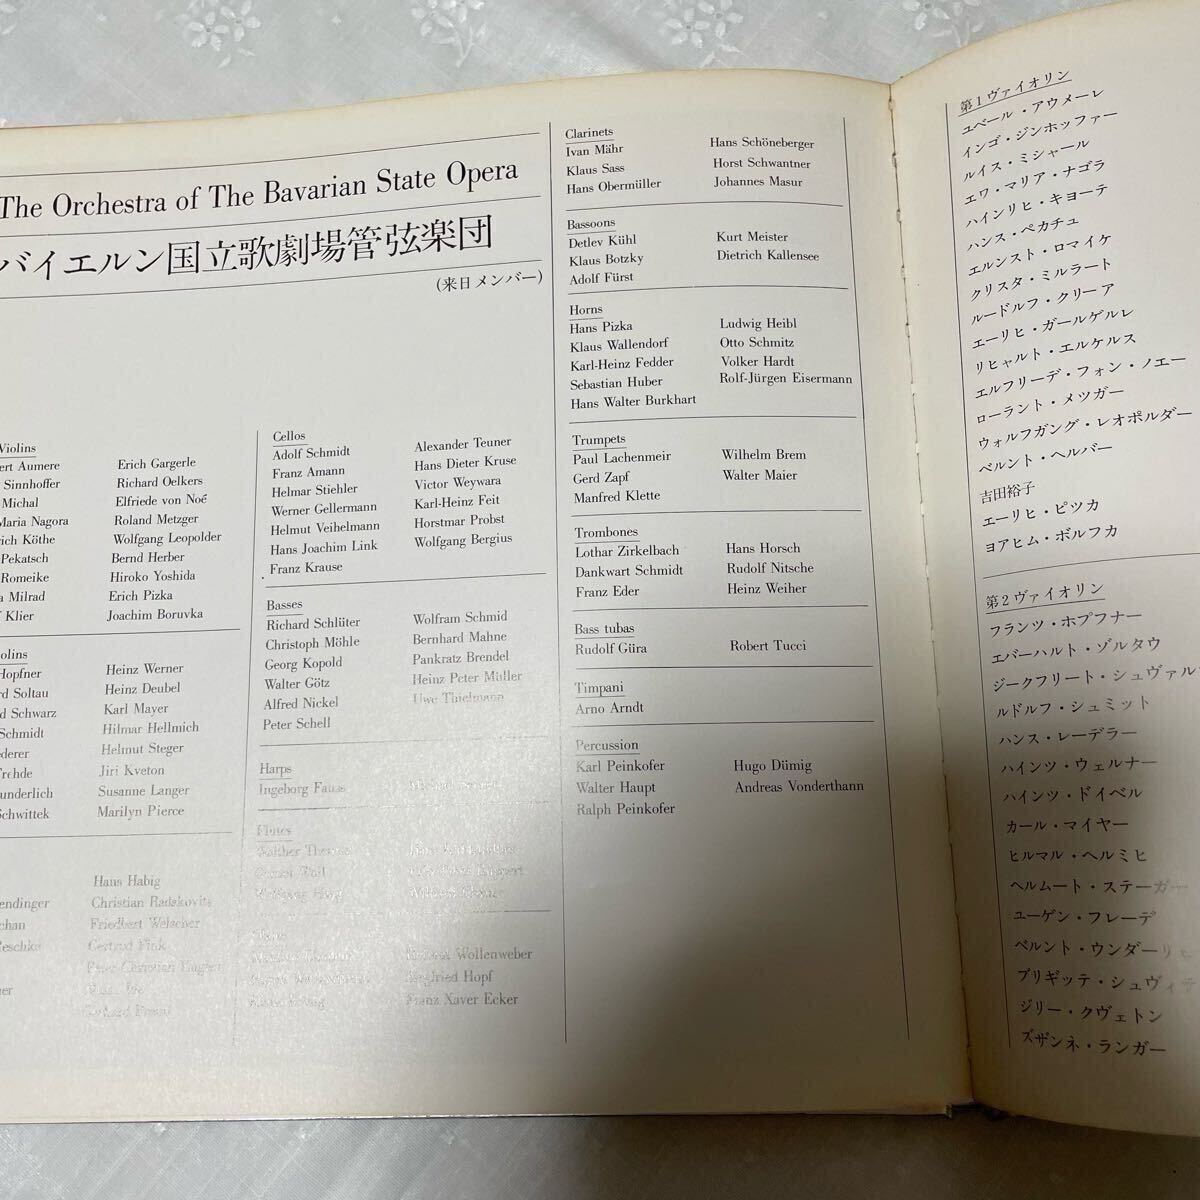 The Orchestra of The Bavarian State Opera
バイエルン国立歌劇場管弦楽団
(来日メンバー)
Violins
Aumere
Sinnhoffer
Michal
Maria Nagora
Köthe
Pekatsch
Romeike
Milrad
Klier
Erich Gargerle
Richard Oelkers
Elfriede von Noé
Roland Metzger
Wolfgang Leopolder
Bernd Herber
Hiroko Yoshida
Erich Pizka
Joachim Boruvka
Hopfner
Soltau
Schwarz
Schmidt
Schwittek
Heinz Werner
Heinz Deubel
Karl Mayer
Hilmar Hellmich
Helmut Steger
Jiri Kveton
Susanne Langer
Marilyn Pierce
Hans Habig
Christian Radakovits
Friedbert Welscher
Gertrud Fink
Cellos
Adolf Schmidt
Franz Amann
Helmar Stiehler
Werner Gellermann
Helmut Veihelmann
Hans Joachim Link
Franz Krause
Alexander Teuner
Hans Dieter Kruse
Victor Weywara
Karl-Heinz Feit
Horstmar Probst
Wolfgang Bergius
Basses
Richard Schlüter
Christoph Möhle
Georg Kopold
Walter Götz
Alfred Nickel
Peter Schell
Wolfram Schmid
Bernhard Mahne
Pankratz Brendel
Heinz Peter Müller
Uwe Thielmann
Harps
Ingeborg
Flutes
Walther
Wollenweber
Siegfried Hopf
Franz Xaver Ecker
Clarinets
Ivan Mähr
Klaus Sass
Hans Obermüller
Hans Schöneberger
Horst Schwantner
Johannes Masur
Bassoons
Detlev Kühl
Klaus Botzky
Adolf Fürst
Kurt Meister
Dietrich Kallensee
Horns
Hans Pizka
Klaus Wallendorf
Karl-Heinz Fedder
Sebastian Huber
Hans Walter Burkhart
Ludwig Heibl
Otto Schmitz
Volker Hardt
Rolf-Jürgen Eisermann
Trumpets
Paul Lachenmeir
Gerd Zapf
Manfred Klette
Wilhelm Brem
Walter Maier
Trombones
Lothar Zirkelbach
Dankwart Schmidt
Franz Eder
Hans Horsch
Rudolf Nitsche
Heinz Weiher
Bass tubas
Rudolf Güra
Robert Tucci
Timpani
Arno Arndt
Percussion
Karl Peinkofer
Walter Haupt
Ralph Peinkofer
Hugo Dümig
Andreas Vonderthann
第1ヴァイオリン
ユベール・アウメーレ
インゴ・ジンホッファー
ルイス・ミシャール
エワ・マリア・ナゴラ
ハインリヒ・キョーテ
ハンス・ペカチュ
エルンスト・ロマイケ
クリスタ・ミルラート
ルードルフ・クリーア
エーリヒ・ガールゲルレ
リヒャルト・エルケルス
エルフリーデ・フォン・ノエー
ローラント・メツガー
ウォルフガング・レオポルダー
ベルント・ヘルバー
吉田裕子
エーリヒ・ピツカ
ヨアヒム・ボルフカ
第2ヴァイオリン
フランツ・ホプフナー
エバーハルト・ゾルタウ
ジークフリート・シュヴァル
ルドルフ・シュミット
ハンス・レーデラー
ハインツ・ウェルナー
ハインツ・ドイベル
カール・マイヤー
ヒルマル・ヘルミヒ
ヘルムート・ステーガー
ユーゲン・フレーデ
ベルント・ウンダーリヒ
ブリギッテ・シュヴィテ
ジリー・クヴェトン
ズザンネ・ランガー